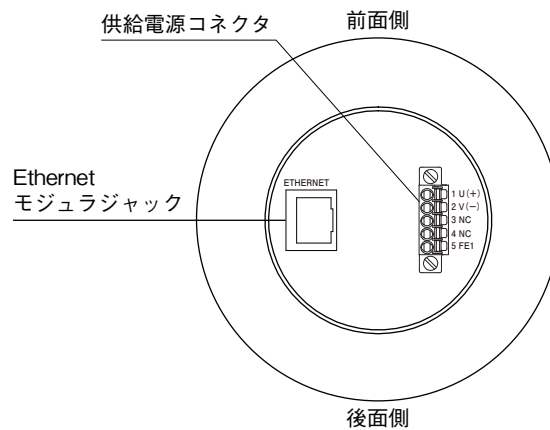 供給電源コネクタ
前面側
Ethernet
モジュラジャック
ETHERNET
1 U(+)
2 V(−)
3 NC
4 NC
5 FE1
後面側